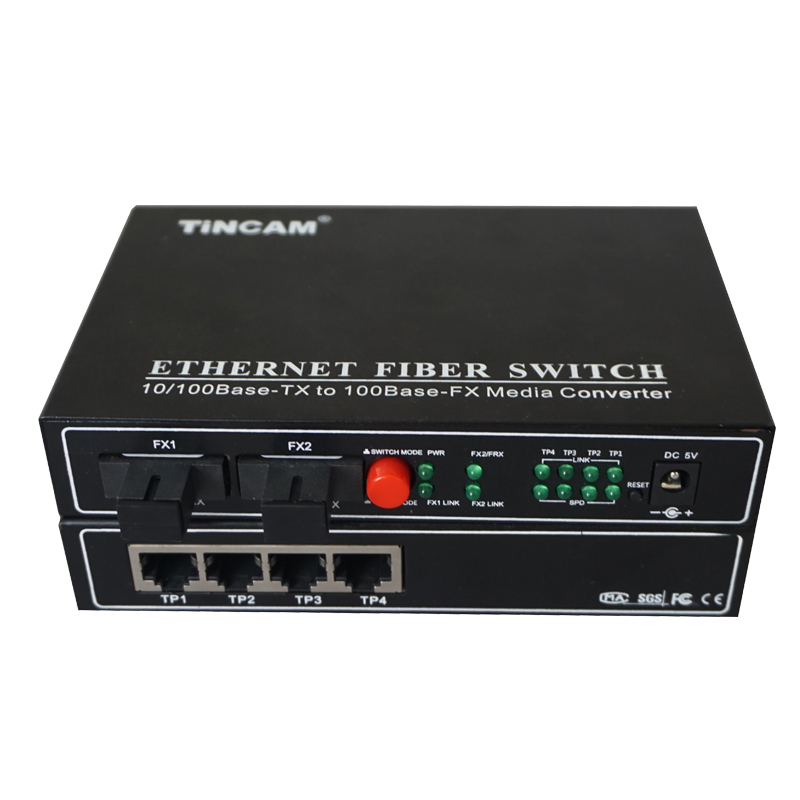 TiNCAM®
ETHERNET FIBER SWITCH
10/100Base-TX to 100Base-FX Media Converter
FX1 FX2
SWITCH MODE PWR FX2/FRX
TP4 TP3 TP2 TP1
LINK
DC 5V
X X ODE FX1 LINK FX2 LINK
SPD
RESET
TP1 TP2 TP3 TP4
MA SGS FC CE